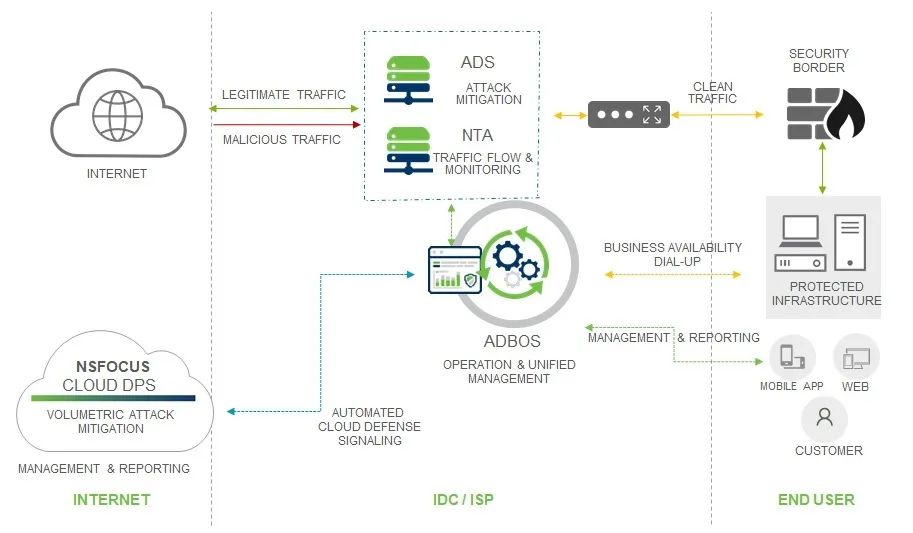 INTERNET
LEGITIMATE TRAFFIC
MALICIOUS TRAFFIC
ADS
ATTACK
MITIGATION
NTA
TRAFFIC FLOW &
MONITORING
CLEAN
TRAFFIC
SECURITY
BORDER
BUSINESS AVAILABILITY
DIAL-UP
PROTECTED
INFRASTRUCTURE
ADBOS
OPERATION & UNIFIED
MANAGEMENT
MANAGEMENT & REPORTING
MOBILE APP
WEB
CUSTOMER
NSFOCUS
CLOUD DPS
VOLUMETRIC ATTACK
MITIGATION
MANAGEMENT & REPORTING
AUTOMATED
CLOUD DEFENSE
SIGNALING
INTERNET
IDC / ISP
END USER